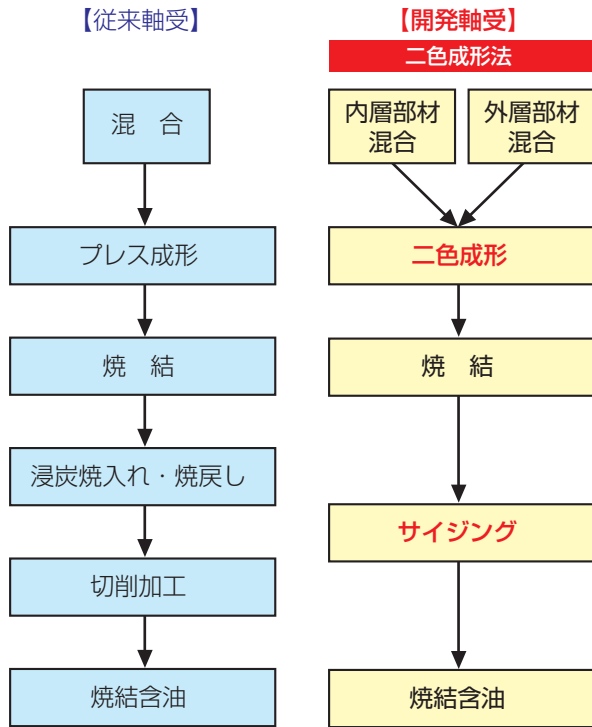 【従来軸受】
混　合
プレス成形
焼　結
浸炭焼入れ・焼戻し
切削加工
焼結含油
【開発軸受】
二色成形法
内層部材
混合
外層部材
混合
二色成形
焼　結
サイジング
焼結含油